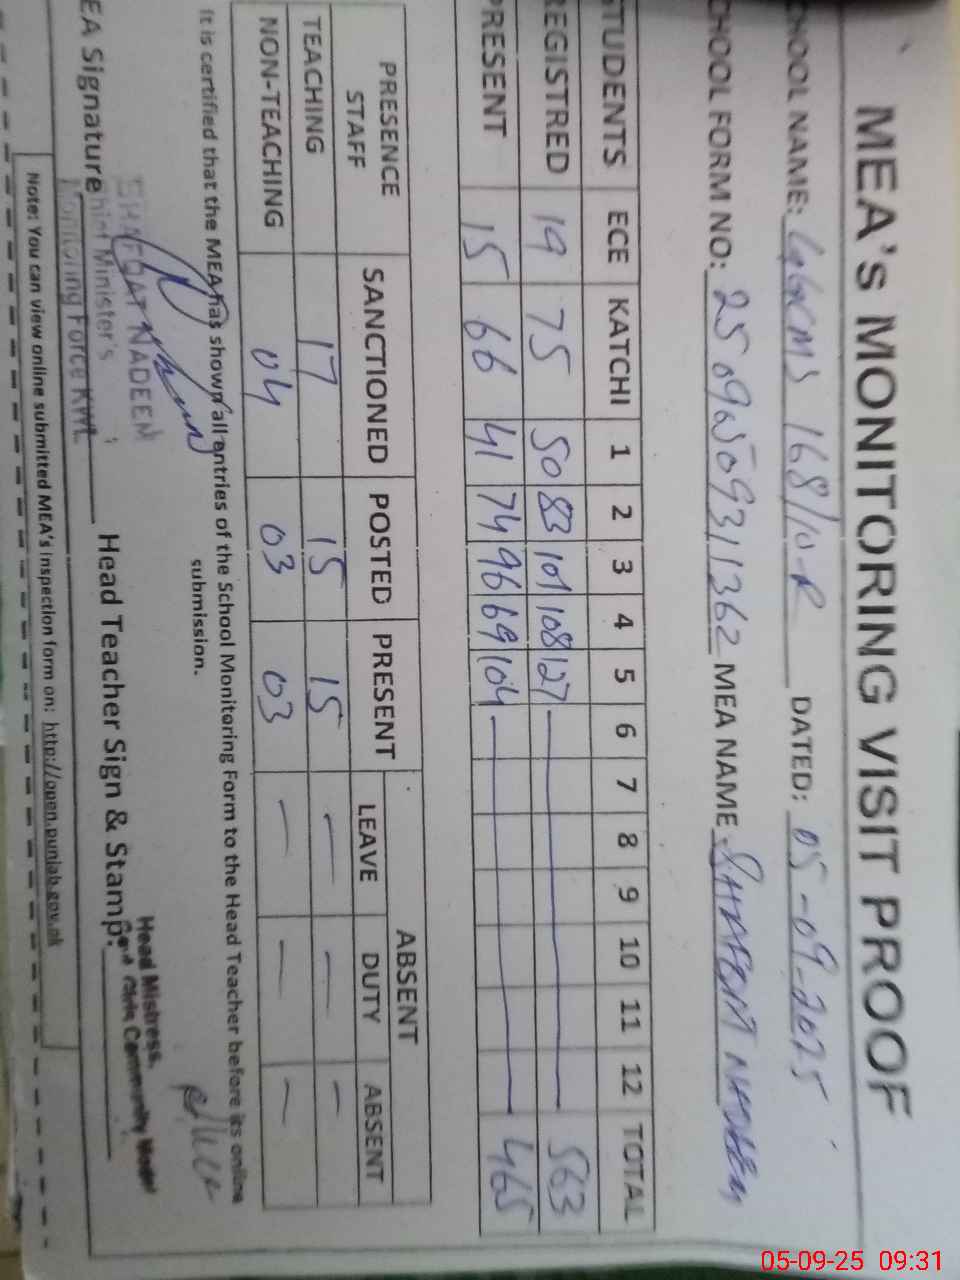 MEA's MONITORING VISIT PROOF
CHOOL NAME: GGCMS 168/10-R DATED: 05-09-2025
CHOOL FORM NO: MEA NAME
STUDENTS ECE KATCHI 1 2 3 4 5 6 7 8 9 10 11 12 TOTAL
REGISTRED 19 75 50 83 101 108 127 563
PRESENT 15 66 41 74 96 69 104 465
PRESENCE STAFF SANCTIONED POSTED PRESENT ABSENT
LEAVE DUTY ABSENT
TEACHING 17 15 15 — — —
NON-TEACHING 04 03 03 — — —
It is certified that the MEA has shown all entries of the School Monitoring Form to the Head Teacher before its online
submission.
SHAFQAT NADEEN
Chief Minister's
Monitoring Force KWL
EA Signature Head Teacher Sign & Stamp:
Head Mistress.
Note: You can view online submitted MEA's inspection form on: http://open.punjab.gov.pk
05-09-25 09:31